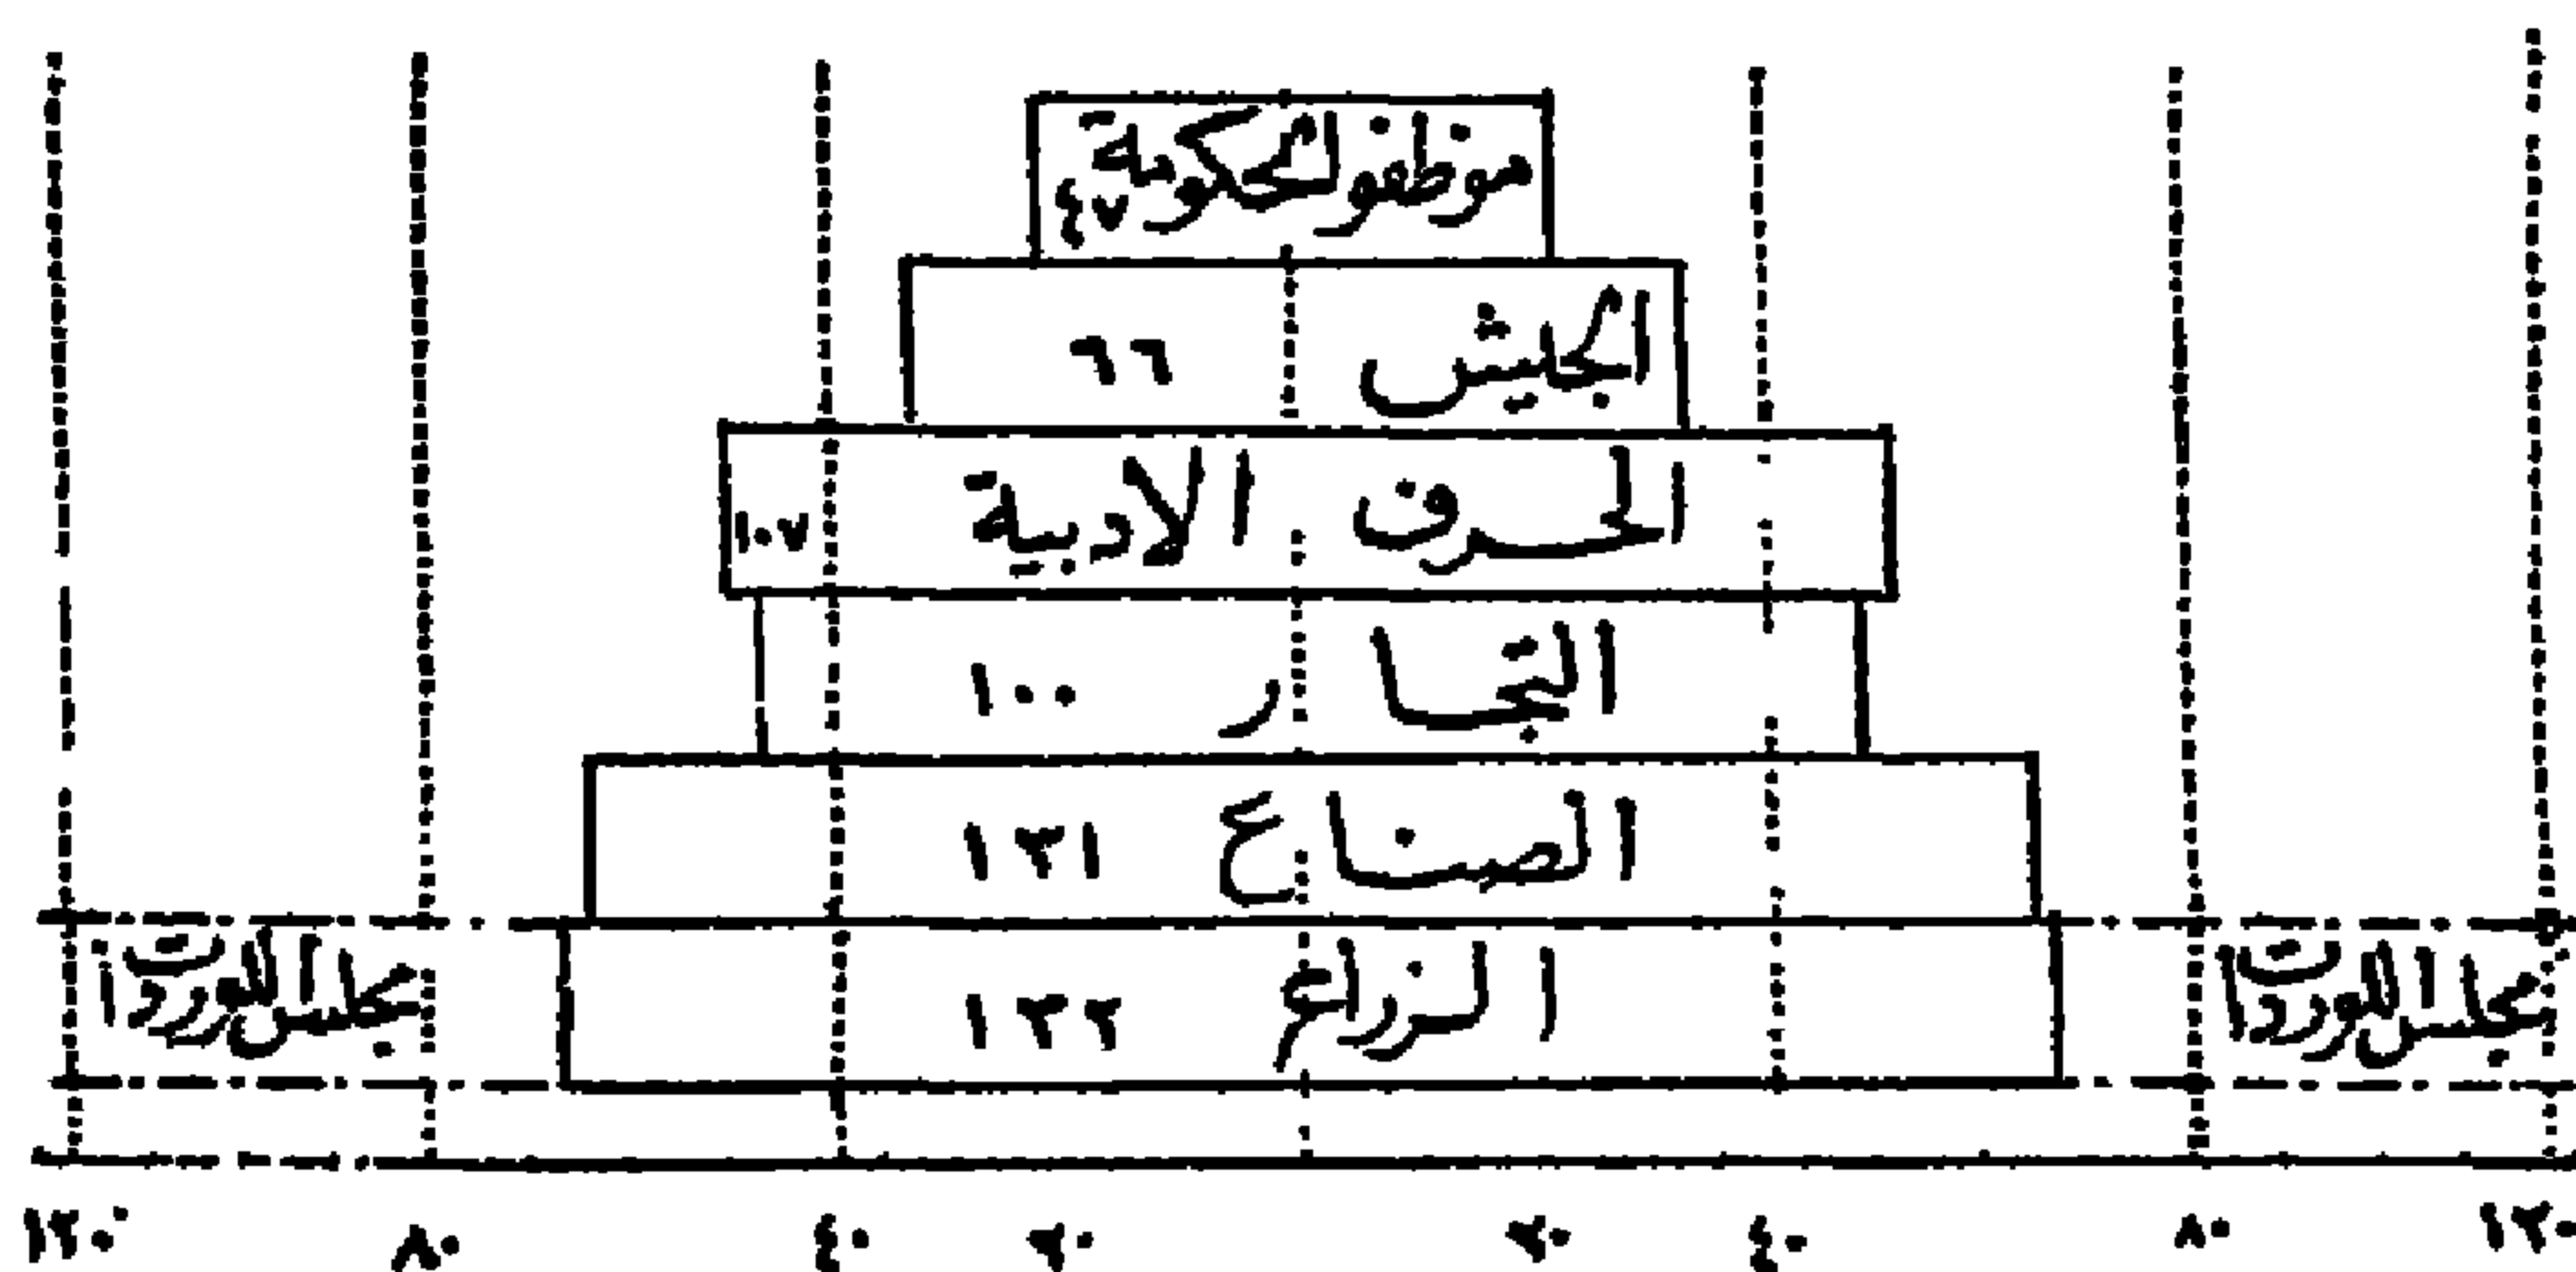 موظفو الحكومة
٤٧
الجيش ٦٦
الحرف الادبية ١٠٧
التجار ١٠٠
الصناع ١٣١
مجلس اللوردات الزراع ١٣٢ مجلس اللوردات
١٢٠ ٨٠ ٤٠ ٢٠ ٢٠ ٤٠ ٨٠ ١٢٠